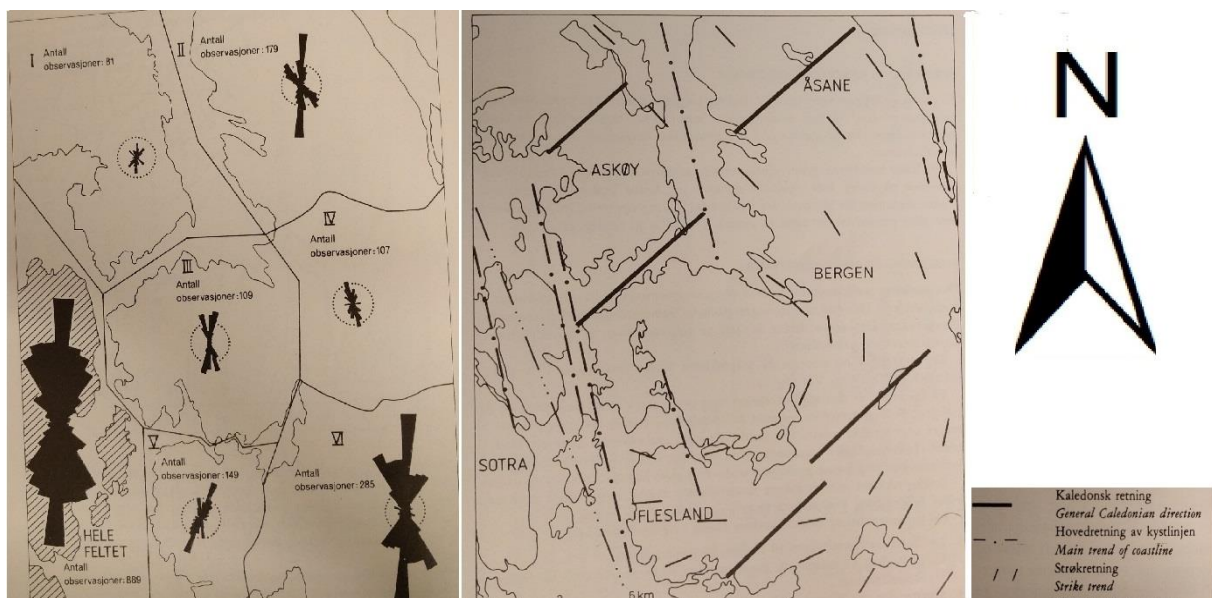 I
Antall
observasjoner: 81
II
Antall
observasjoner: 179
IV
Antall
observasjoner: 107
III
Antall
observasjoner: 109
V
Antall
observasjoner: 149
VI
Antall
observasjoner: 285
HELE
FELTET
Antall
observasjoner: 889
ÅSANE
ASKØY
BERGEN
SOTRA
FLESLAND
5 km
N
Kaledonsk retning
General Caledonian direction
Hovedretning av kystlinjen
Main trend of coastline
Strøkretning
Strike trend